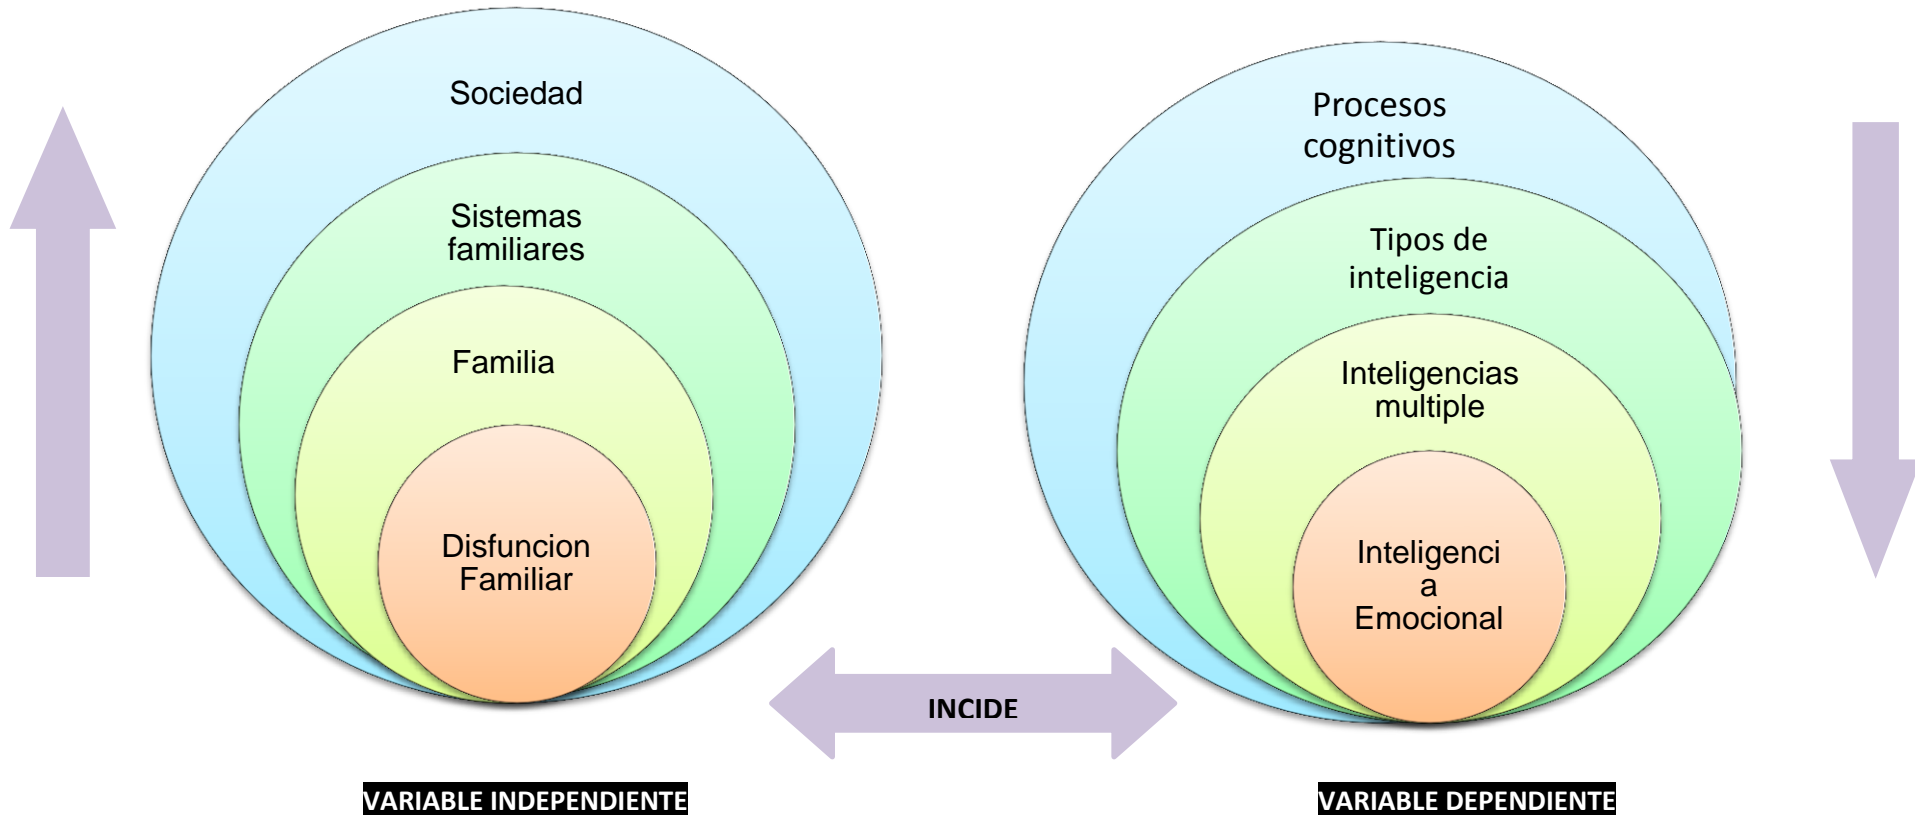 Sociedad
Sistemas
familiares
Familia
Disfuncion
Familiar
Procesos
cognitivos
Tipos de
inteligencia
Inteligencias
multiple
Inteligenci
a
Emocional
INCIDE
VARIABLE INDEPENDIENTE
VARIABLE DEPENDIENTE